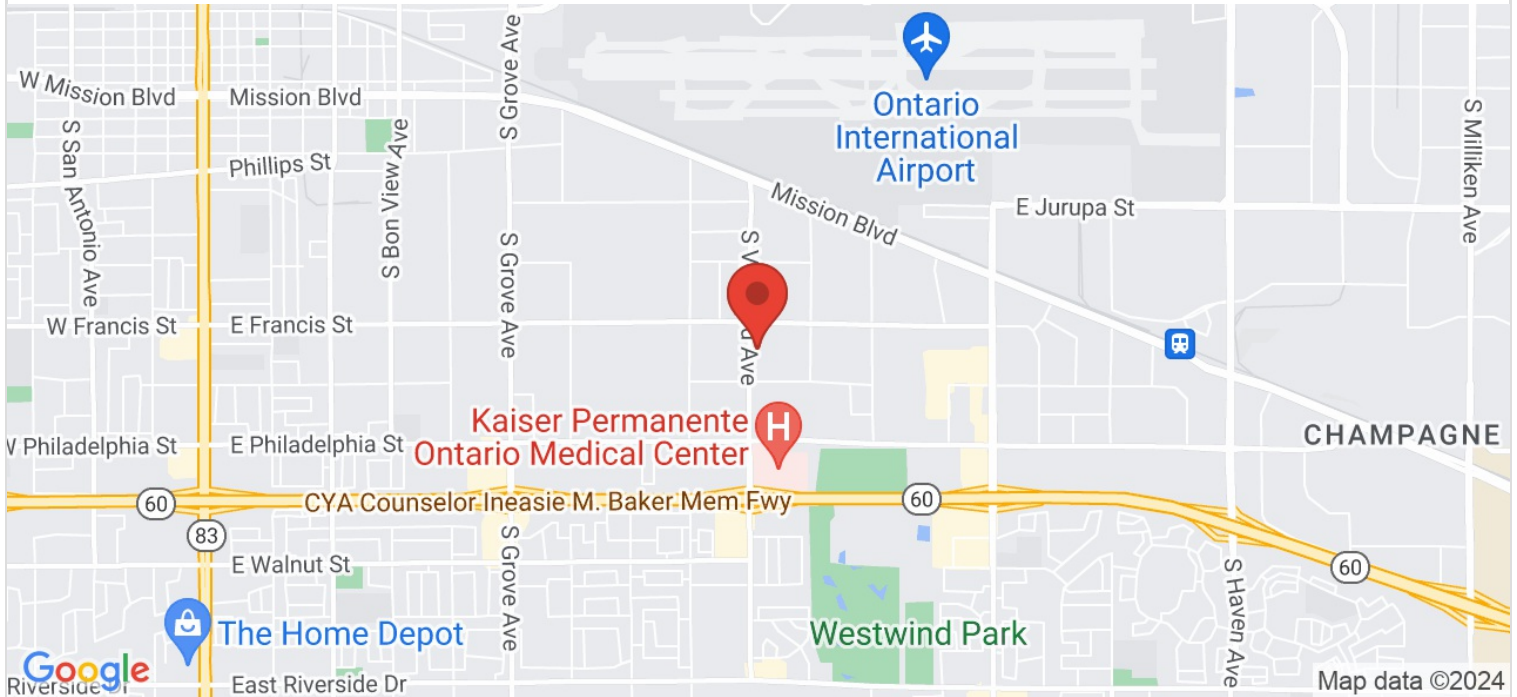 S Grove Ave
W Mission Blvd
Mission Blvd
Ontario
International
Airport
S Milliken Ave
S San Antonio Ave
S Bon View Ave
Phillips St
Mission Blvd
E Jurupa St
S Grove Ave
S
Ave
W Francis St
E Francis St
Kaiser Permanente
Ontario Medical Center
H
CHAMPAGNE
W Philadelphia St
E Philadelphia St
60
CYA Counselor Ineasie M. Baker Mem Fwy
60
83
S Grove Ave
E Walnut St
60
S Haven Ave
The Home Depot
Westwind Park
Google
Riverside Dr
East Riverside Dr
Map data ©2024